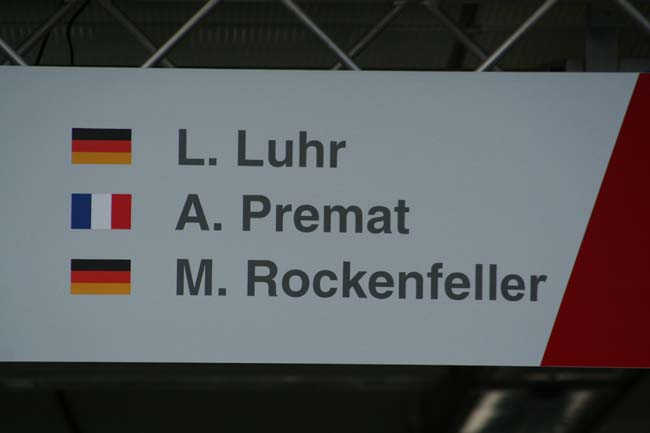 L. Luhr
A. Premat
M. Rockenfeller